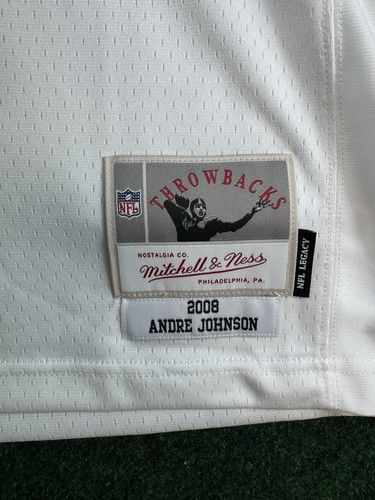 THROWBACKS
NFL
NOSTALGIA CO.
Mitchell & Ness
PHILADELPHIA, PA.
NFL LEGACY
2008
ANDRE JOHNSON